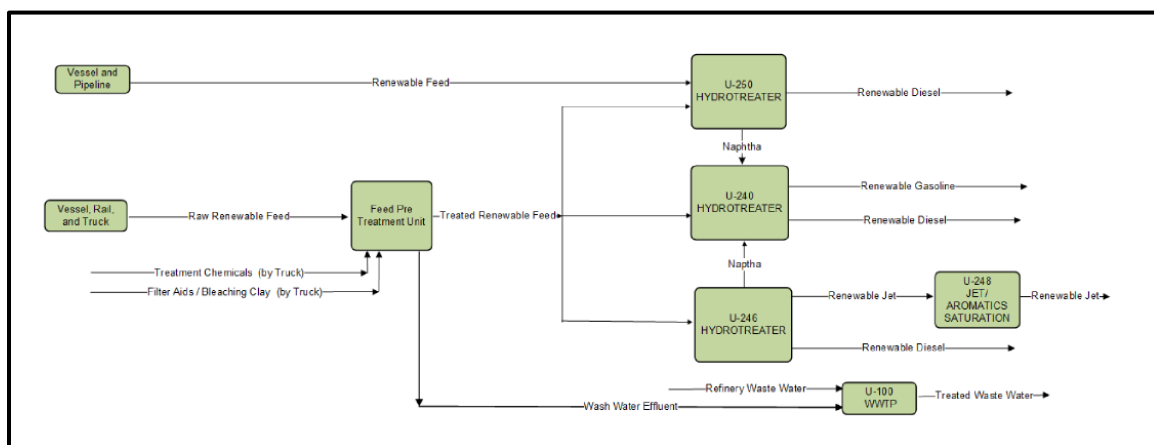 Vessel and
Pipeline
Renewable Feed
U-250
HYDROTREATER
Renewable Diesel
Naphtha
Vessel, Rail,
and Truck
Raw Renewable Feed
Feed Pre
Treatment Unit
Treated Renewable Feed
U-240
HYDROTREATER
Renewable Gasoline
Renewable Diesel
Treatment Chemicals (by Truck)
Filter Aids / Bleaching Clay (by Truck)
Naptha
U-246
HYDROTREATER
Renewable Jet
U-248
JET/
AROMATICS
SATURATION
Renewable Jet
Renewable Diesel
Refinery Waste Water
Wash Water Effluent
U-100
WWTP
Treated Waste Water